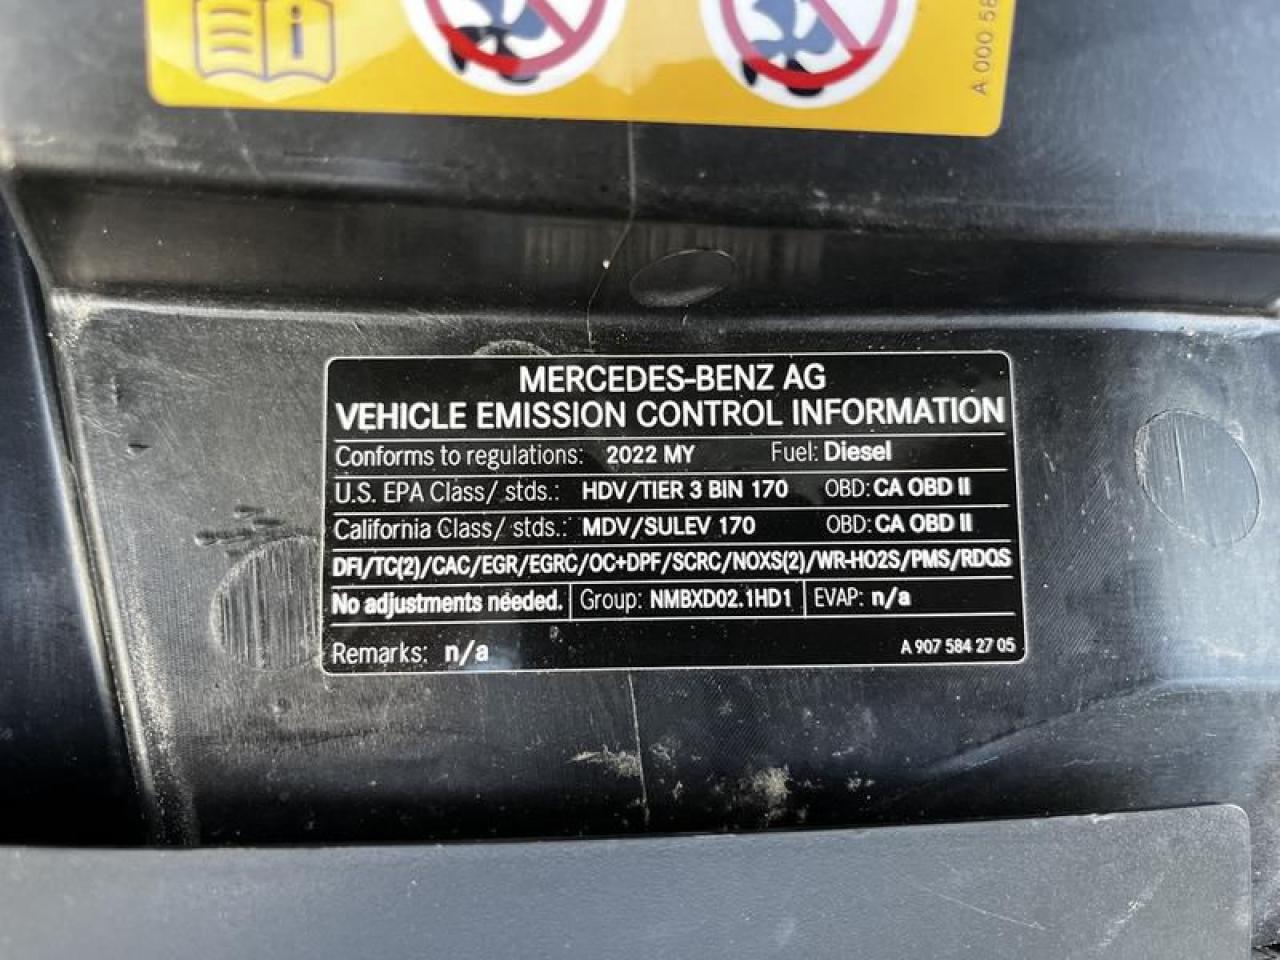 A 000 58
MERCEDES-BENZ AG
VEHICLE EMISSION CONTROL INFORMATION
Conforms to regulations: 2022 MY Fuel: Diesel
U.S. EPA Class/ stds.: HDV/TIER 3 BIN 170 OBD: CA OBD II
California Class/ stds.: MDV/SULEV 170 OBD: CA OBD II
DFI/TC(2)/CAC/EGR/EGRC/OC+DPF/SCRC/NOXS(2)/WR-HO2S/PMS/RDQS
No adjustments needed. Group: NMBXD02.1HD1 EVAP: n/a
Remarks: n/a A 907 584 27 05